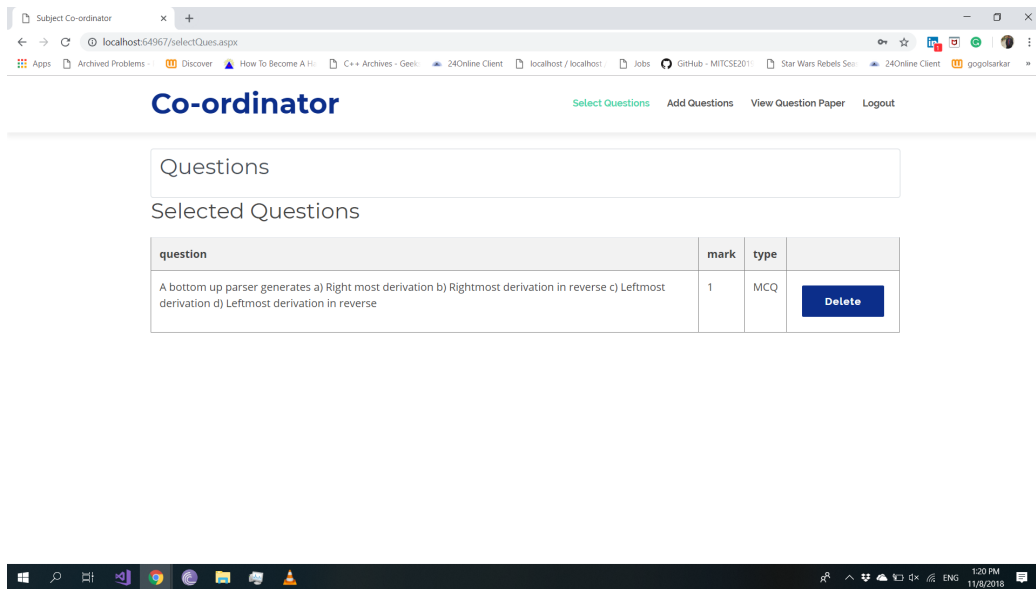 Subject Co-ordinator
localhost:64967/selectQues.aspx
Apps Archived Problems - Discover How To Become A Ha C++ Archives - Geek 24Online Client localhost / localhost / Jobs GitHub - MITCSE201 Star Wars Rebels Sea 24Online Client gogolsarkar »
Co-ordinator
Select Questions Add Questions View Question Paper Logout
Questions
Selected Questions
question mark type
A bottom up parser generates a) Right most derivation b) Rightmost derivation in reverse c) Leftmost
derivation d) Leftmost derivation in reverse
1 MCQ Delete
ENG 1:20 PM
11/8/2018